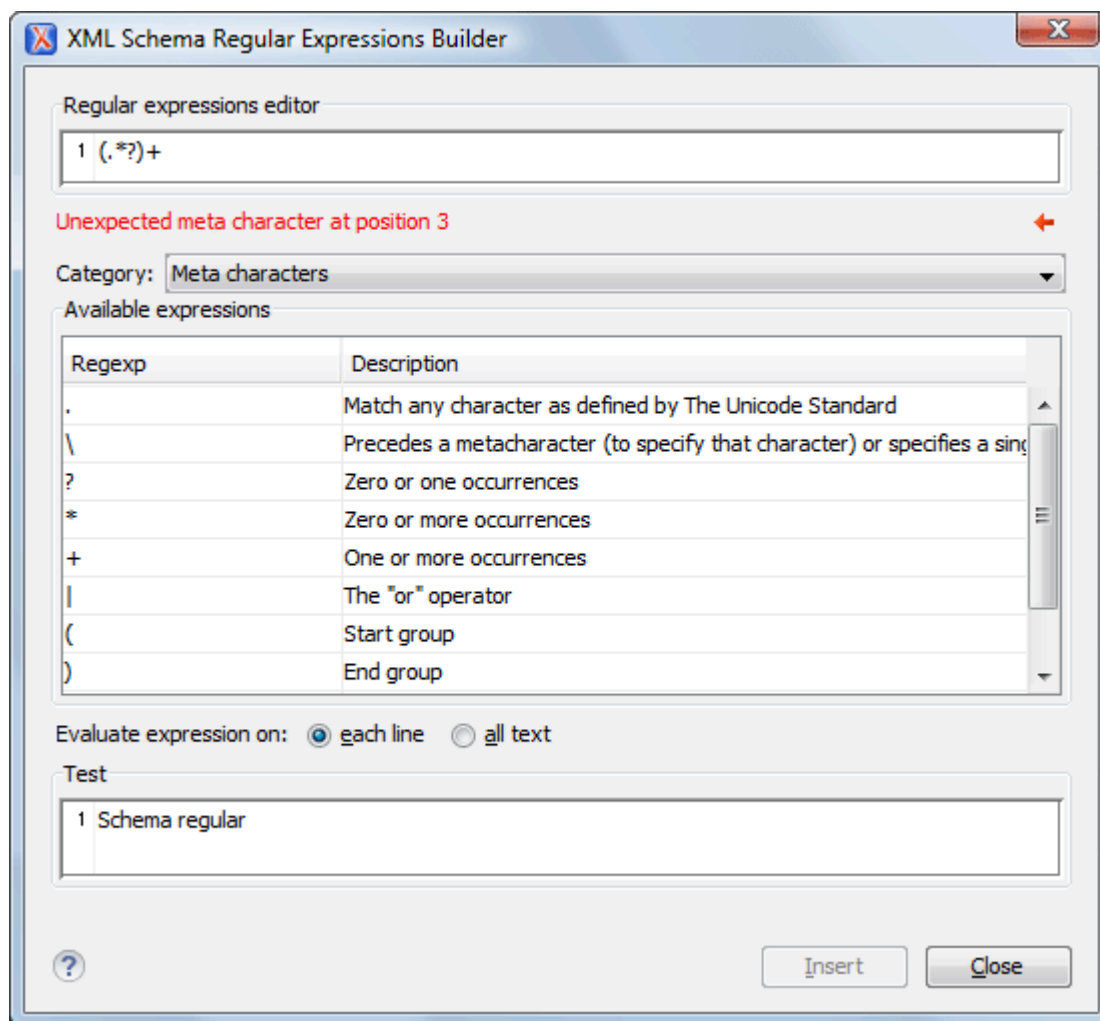 XML Schema Regular Expressions Builder
Regular expressions editor
1 (.*?)+
Unexpected meta character at position 3
Category: Meta characters
Available expressions
Regexp Description
. Match any character as defined by The Unicode Standard
\ Precedes a metacharacter (to specify that character) or specifies a sing
? Zero or one occurrences
* Zero or more occurrences
+ One or more occurrences
| The "or" operator
( Start group
) End group
Evaluate expression on: each line all text
Test
1 Schema regular
? Insert Close